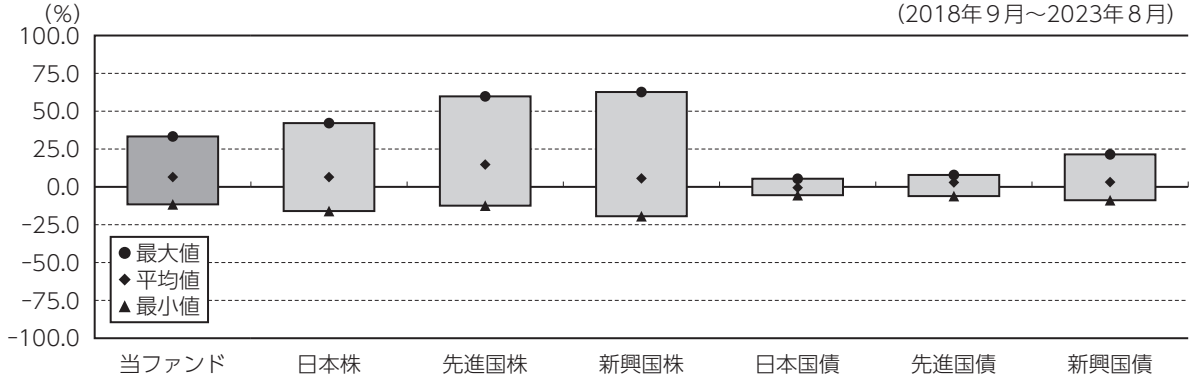 (%)
(2018年9月～2023年8月)
100.0
75.0
50.0
25.0
0.0
-25.0
-50.0
-75.0
-100.0
● 最大値
◆ 平均値
▲ 最小値
当ファンド 日本株 先進国株 新興国株 日本国債 先進国債 新興国債